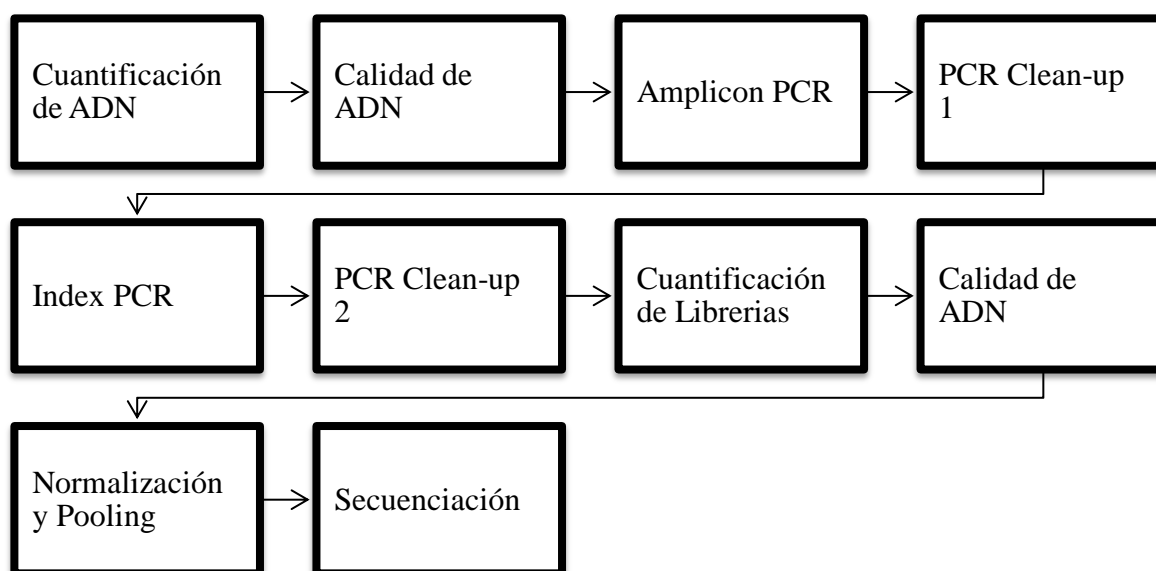 Cuantificación
de ADN
Calidad de
ADN
Amplicon PCR
PCR Clean-up
1
Index PCR
PCR Clean-up
2
Cuantificación
de Librerias
Calidad de
ADN
Normalización
y Pooling
Secuenciación